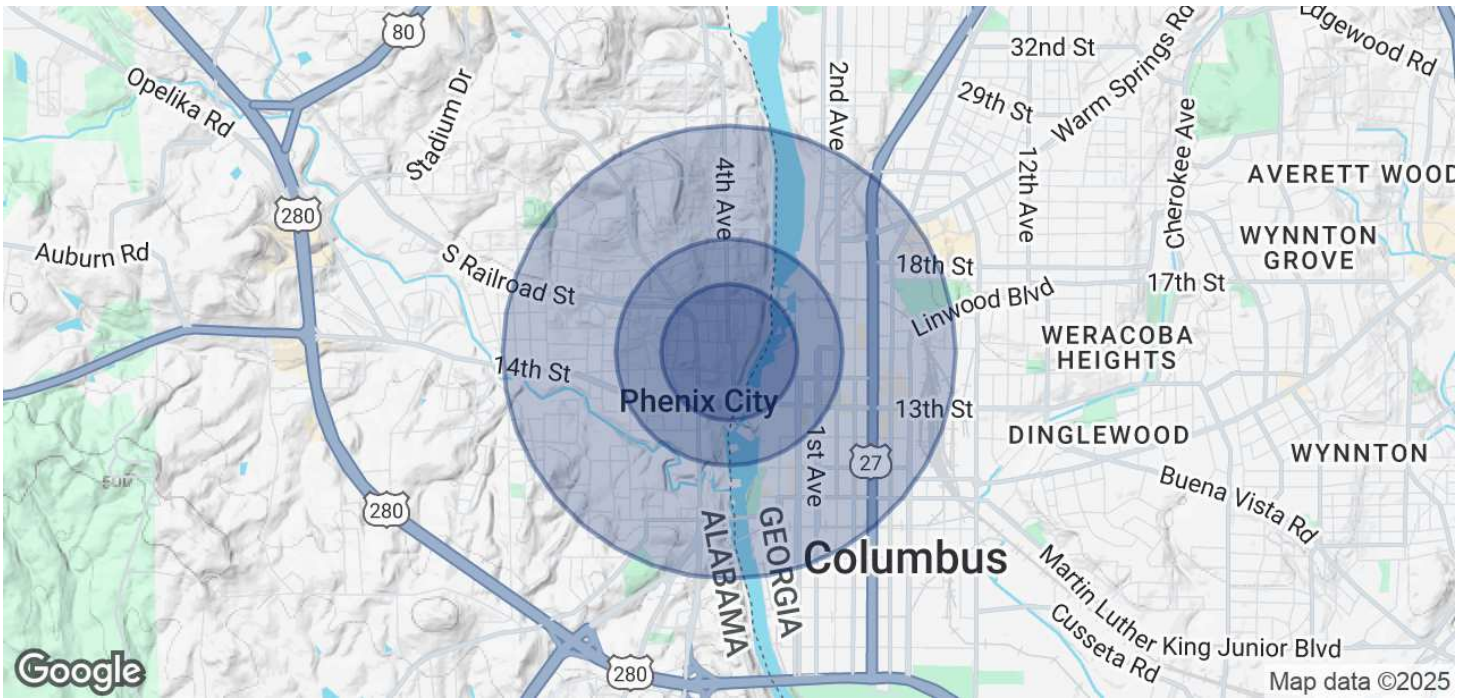 80
32nd St
Edgewood Rd
Warm Springs Rd
Opelika Rd
2nd Ave
29th St
Stadium Dr
Cherokee Ave
12th Ave
4th Ave
AVERETT WOOD
280
WYNNTON
GROVE
Auburn Rd
S Railroad St
18th St
17th St
Linwood Blvd
WERACOBA
HEIGHTS
14th St
Phenix City
13th St
1st Ave
DINGLEWOOD
WYNNTON
27
Buena Vista Rd
280
ALABAMA
GEORGIA
Columbus
Martin Luther King Junior Blvd
Cusseta Rd
280
Google
Map data ©2025